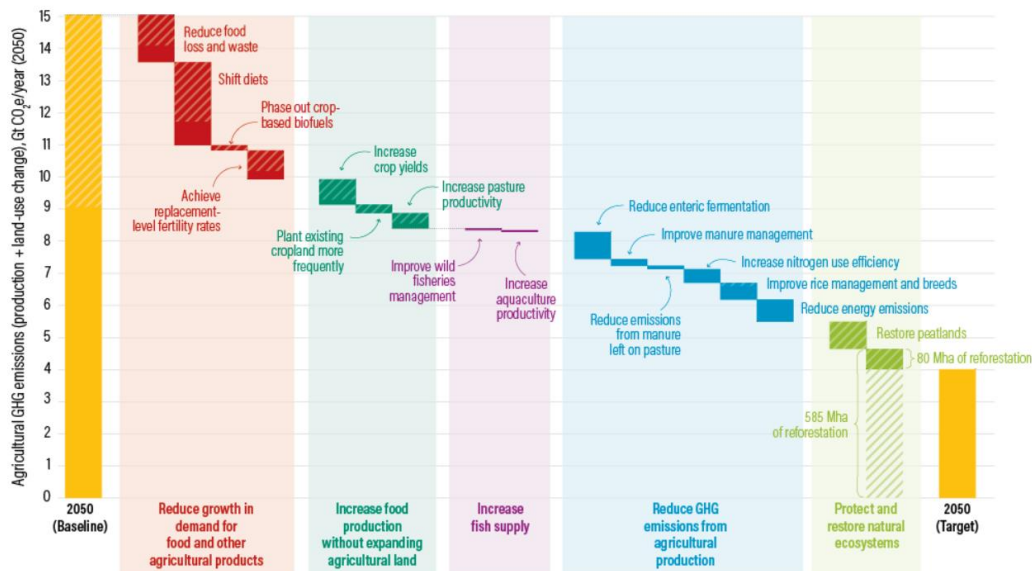 Agricultural GHG emissions (production + land-use change), Gt CO₂e/year (2050)
15
14
13
12
11
10
9
8
7
6
5
4
3
2
1
0
Reduce food
loss and waste
Shift diets
Phase out crop-
based biofuels
Achieve
replacement-
level fertility rates
Increase
crop yields
Increase pasture
productivity
Plant existing
cropland more
frequently
Improve wild
fisheries
management
Increase
aquaculture
productivity
Reduce enteric fermentation
Improve manure management
Increase nitrogen use efficiency
Improve rice management and breeds
Reduce energy emissions
Reduce emissions
from manure
left on pasture
Restore peatlands
80 Mha of reforestation
585 Mha
of reforestation
2050
(Baseline)
Reduce growth in
demand for
food and other
agricultural products
Increase food
production
without expanding
agricultural land
Increase
fish supply
Reduce GHG
emissions from
agricultural
production
Protect and
restore natural
ecosystems
2050
(Target)